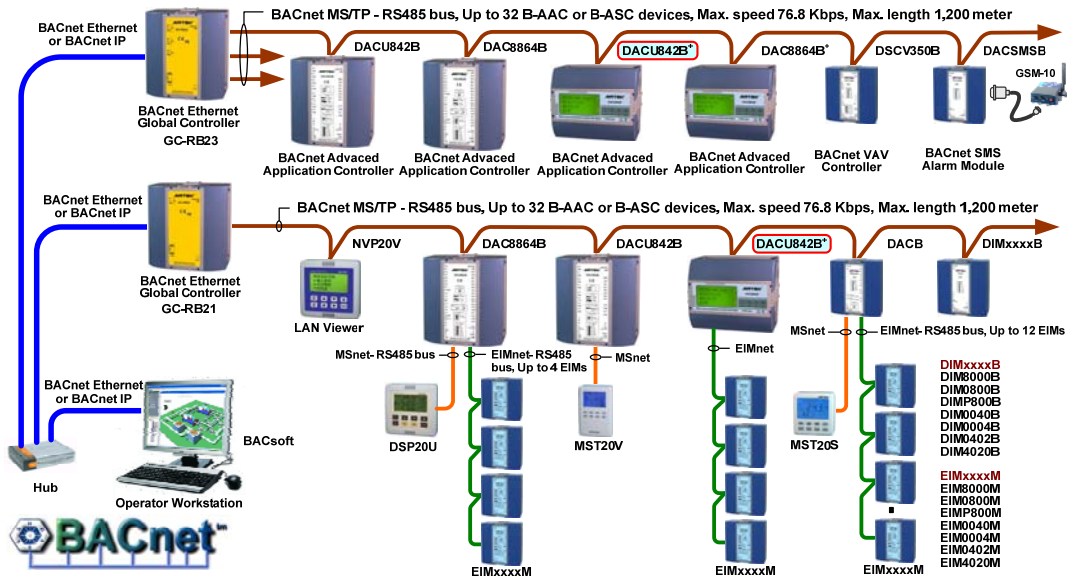 BACnet MS/TP - RS485 bus, Up to 32 B-AAC or B-ASC devices, Max. speed 76.8 Kbps, Max. length 1,200 meter
BACnet Ethernet
or BACnet IP
DACU842B
DAC8864B
DACU842B+
DAC8864B+
DSCV350B
DACSMSB
GSM-10
BACnet Ethernet
Global Controller
GC-RB23
BACnet Advaced
Application Controller
BACnet Advaced
Application Controller
BACnet Advaced
Application Controller
BACnet Advaced
Application Controller
BACnet VAV
Controller
BACnet SMS
Alarm Module
BACnet Ethernet
or BACnet IP
BACnet MS/TP - RS485 bus, Up to 32 B-AAC or B-ASC devices, Max. speed 76.8 Kbps, Max. length 1,200 meter
NVP20V
DAC8864B
DACU842B
DACU842B+
DACB
DIMxxxxB
BACnet Ethernet
Global Controller
GC-RB21
LAN Viewer
MSnet- RS485 bus
EIMnet- RS485
bus, Up to 4 EIMs
MSnet
EIMnet
MSnet
EIMnet- RS485 bus, Up to 12 EIMs
BACnet Ethernet
or BACnet IP
BACsoft
Hub
Operator Workstation
DSP20U
MST20V
MST20S
DIMxxxxB
DIM8000B
DIM0800B
DIMP800B
DIM0040B
DIM0004B
DIM0402B
DIM4020B
EIMxxxxM
EIM8000M
EIM0800M
EIMP800M
EIM0040M
EIM0004M
EIM0402M
EIM4020M
EIMxxxxM
EIMxxxxM
EIMxxxxM
BACnet tm